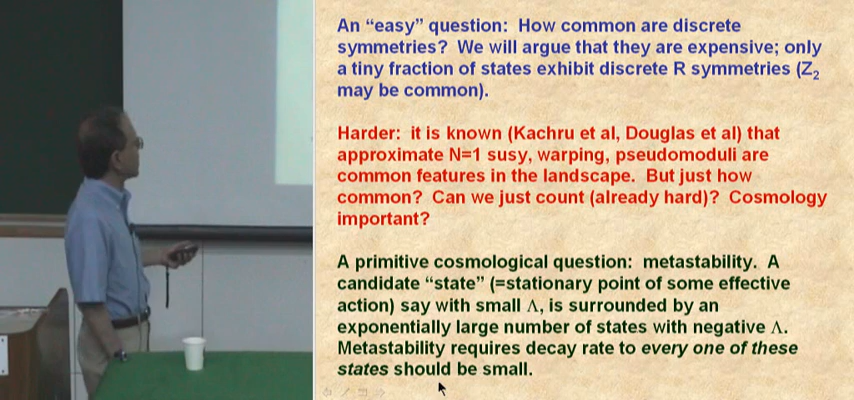 An “easy” question: How common are discrete
symmetries? We will argue that they are expensive; only
a tiny fraction of states exhibit discrete R symmetries (Z₂
may be common).
Harder: it is known (Kachru et al, Douglas et al) that
approximate N=1 susy, warping, pseudomoduli are
common features in the landscape. But just how
common? Can we just count (already hard)? Cosmology
important?
A primitive cosmological question: metastability. A
candidate “state” (=stationary point of some effective
action) say with small Λ, is surrounded by an
exponentially large number of states with negative Λ.
Metastability requires decay rate to every one of these
states should be small.